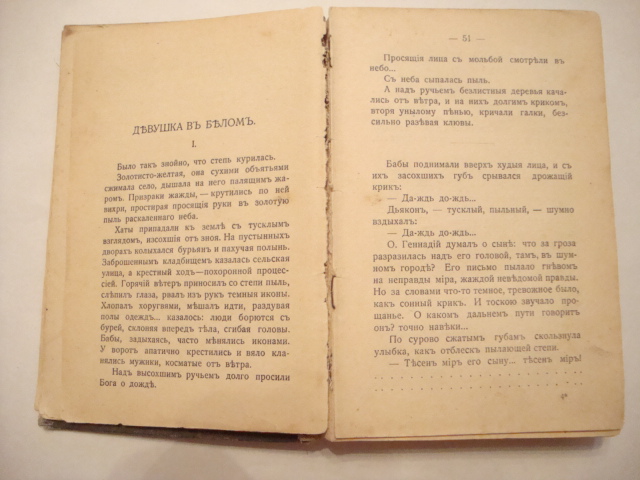 ДѢВУШКА ВЪ БѢЛОМЪ.
I.
Было такъ знойно, что степь курилась.
Золотисто-желтая, она сухими объятьями
сжимала село, дышала на него палящимъ жа-
ромъ. Призраки жажды, — крутились по ней
вихри, простирая просящія руки въ золотую
пыль раскаленнаго неба.
Хаты припадали къ землѣ съ тусклымъ
взглядомъ, изсохшія отъ зноя. На пустынныхъ
дворахъ колыхался бурьянъ и пахучая полынь.
Заброшеннымъ кладбищемъ казалась сельская
улица, а крестный ходъ—похоронной процес-
сіей. Горячій вѣтеръ приносилъ со степи пыль,
слѣпилъ глаза, рвалъ изъ рукъ темныя иконы.
Хлопалъ хоругвями, мѣшалъ идти, раздувая
полы одеждъ... казалось: люди борются съ
бурей, склоняя впередъ тѣла, сгибая головы.
Бабы, задыхаясь, часто мѣнялись иконами.
У воротъ апатично крестились и вяло кла-
нялись мужики, косматые отъ вѣтра.
Надъ высохшимъ ручьемъ долго просили
Бога о дождѣ.
— 51 —
Просящія лица съ мольбой смотрѣли въ
небо...
Съ неба сыпалась пыль.
А надъ ручьемъ безлистныя деревья кача-
лись отъ вѣтра, и на нихъ долгимъ крикомъ,
вторя унылому пѣнью, кричали галки, без-
сильно разѣвая клювы.
Бабы поднимали вверхъ худыя лица, и съ
ихъ засохшихъ губъ срывался дрожащій
крикъ:
— Да-ждь до-ждь...
Дьяконъ, — тусклый, пыльный, — шумно
вздыхалъ:
— Да-ждь до-ждь...
О. Геннадій думалъ о сынѣ: что за гроза
разразилась надъ его головой, тамъ, въ шум-
номъ городѣ? Его письмо пылало гнѣвомъ
на неправды міра, жаждой невѣдомой правды.
Но за словами что-то темное, тревожное было,
какъ сонный крикъ. И тоскою звучало про-
щанье. О какомъ дальнемъ пути говоритъ
онъ? точно навѣки...
По сурово сжатымъ губамъ скользнула
улыбка, какъ отблескъ пылающей степи.
— Тѣсенъ міръ его сыну... тѣсенъ міръ!
. . . . . . . . . . . . . . . . . . . .
. . . . . . . . . . . . . . . . . . . .
4*